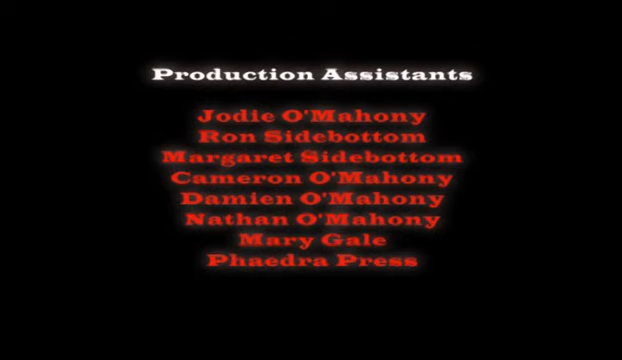 Production Assistants
Jodie O'Mahony
Ron Sidebottom
Margaret Sidebottom
Cameron O'Mahony
Damien O'Mahony
Nathan O'Mahony
Mary Gale
Phaedra Press